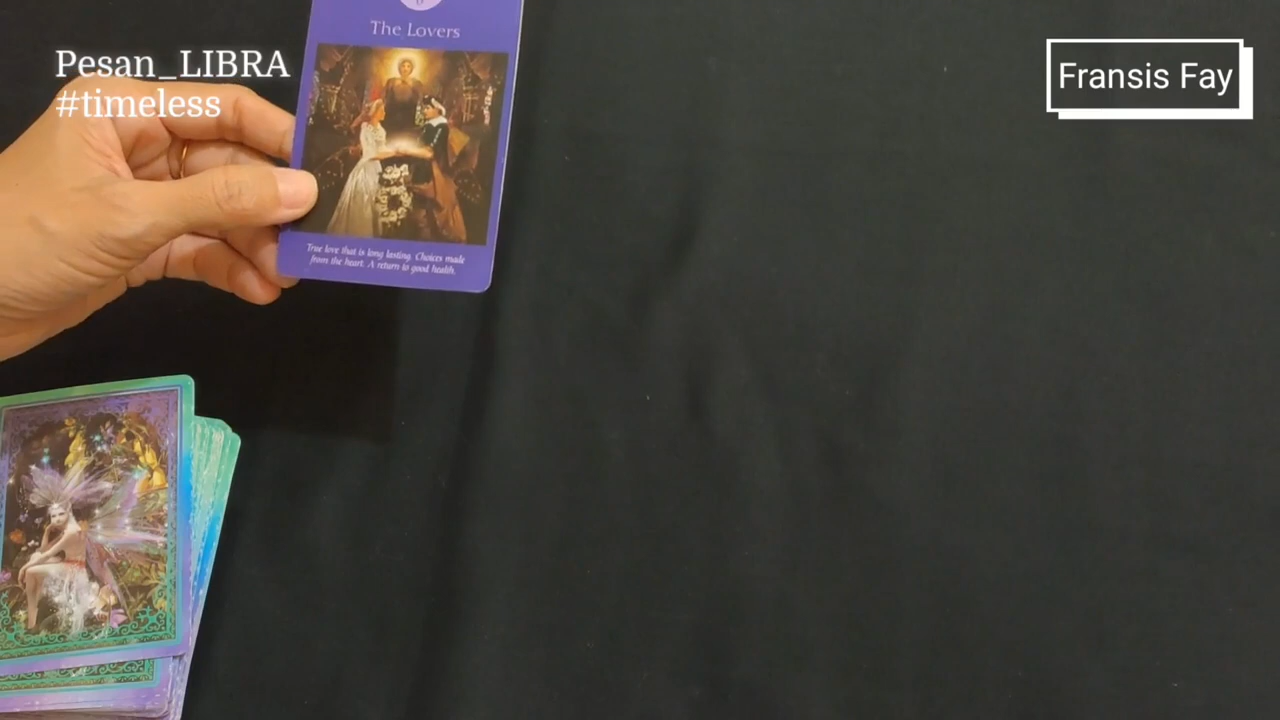 Pesan_LIBRA
#timeless
Fransis Fay
The Lovers
True love that is long lasting. Choices made
from the heart. A return to good health.